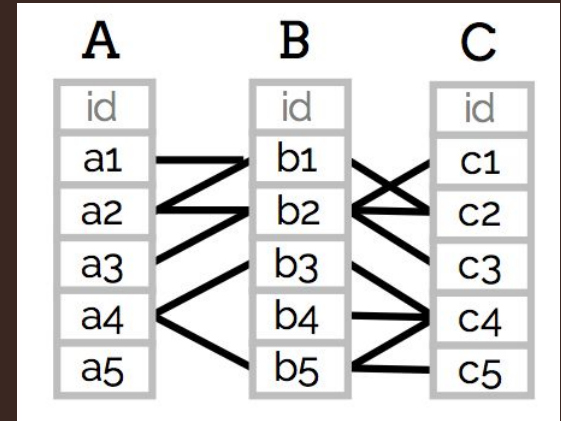 A B C
id id id
a1 b1 c1
a2 b2 c2
a3 b3 c3
a4 b4 c4
a5 b5 c5